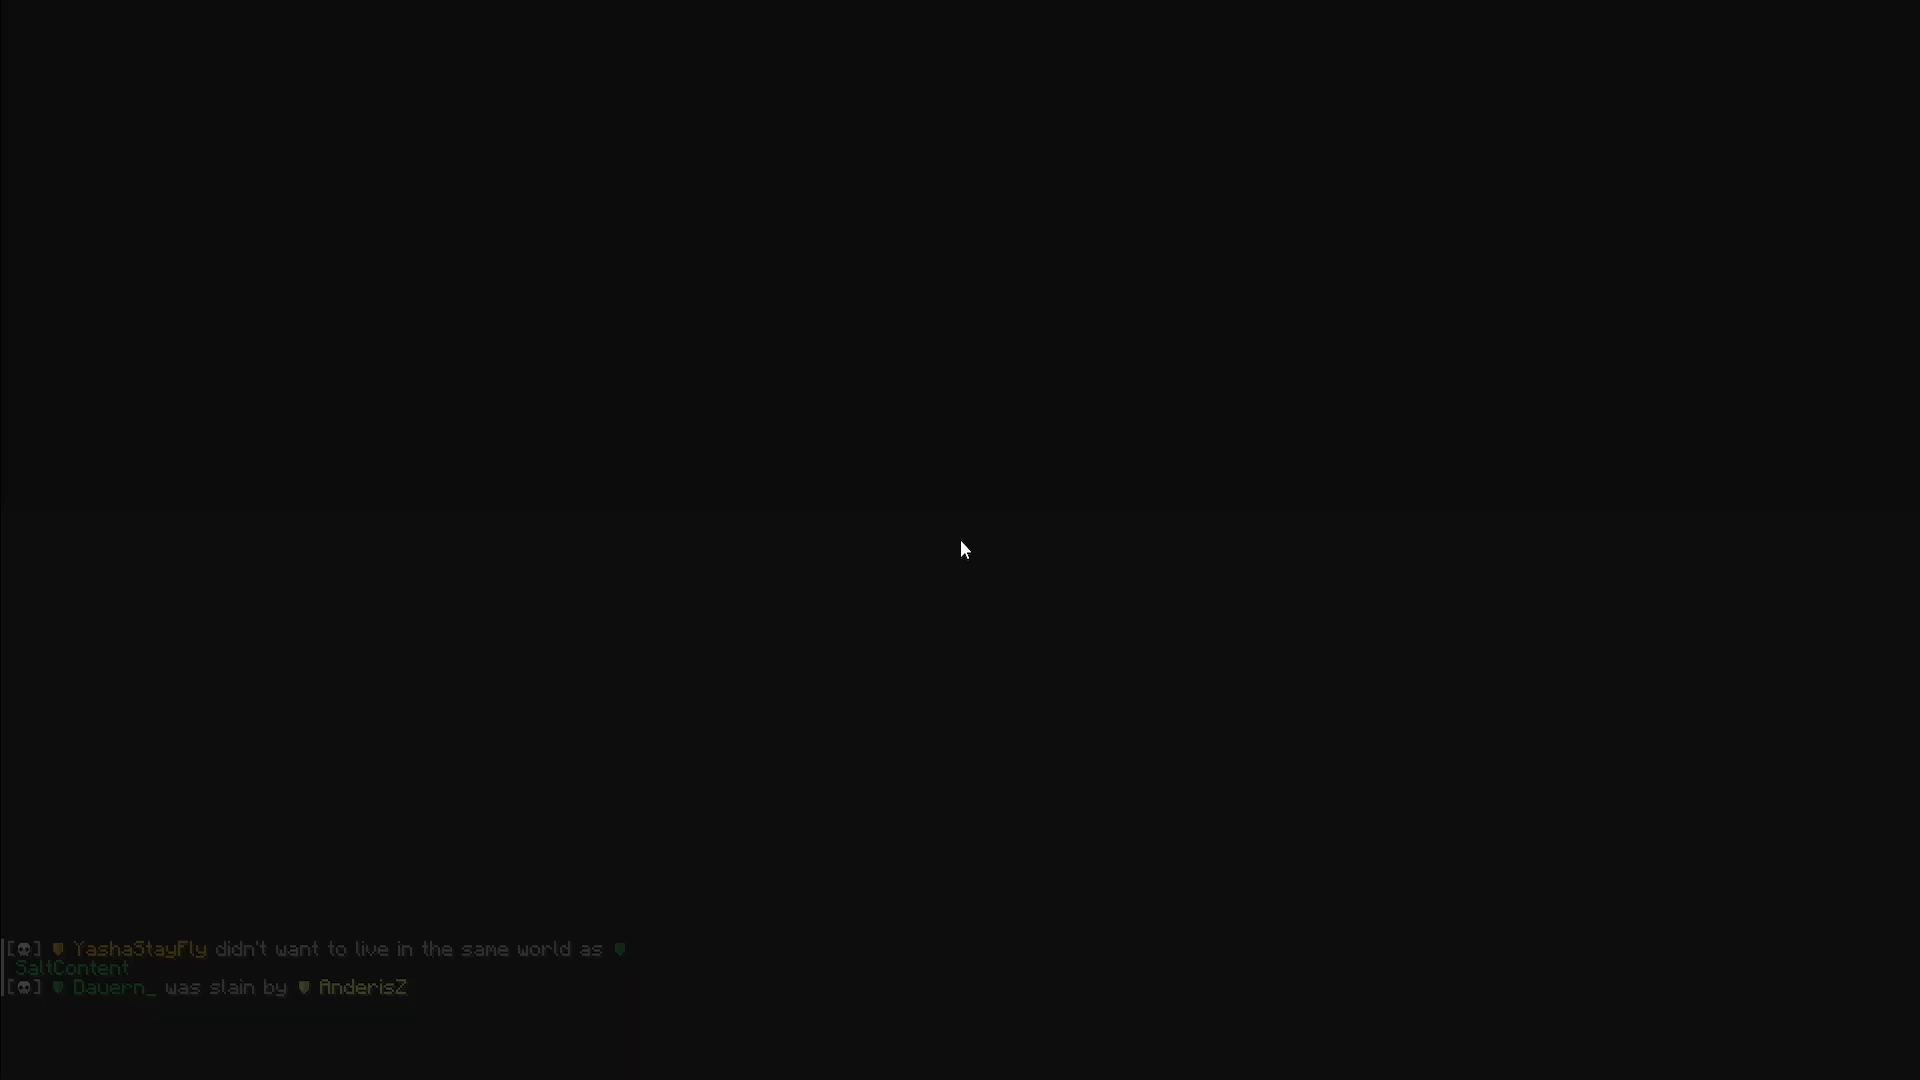 [☠] YashaStayFly didn't want to live in the same world as
SaltContent
[☠] Dauern_ was slain by AnderisZ